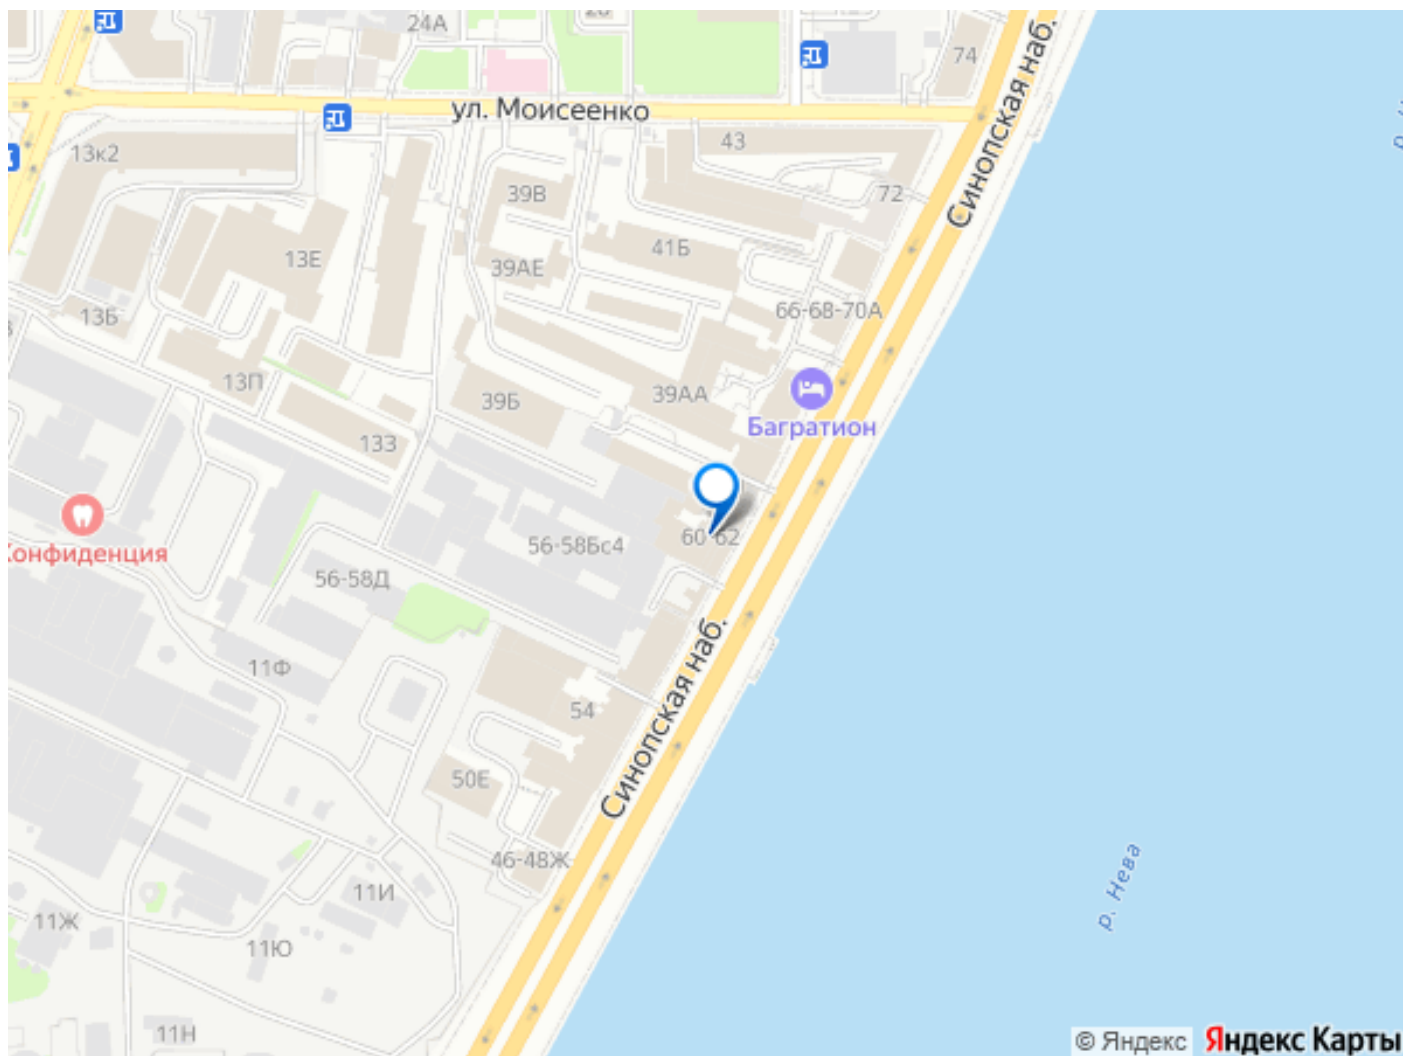 24А
74
ул. Моисеенко
Синопская наб.
43
13к2
39В
72
41Б
13Е
39АЕ
66-68-70А
13Б
13П
39АА
39Б
Багратион
133
60-62
56-58Бс4
Конфиденция
56-58Д
11Ф
Синопская наб.
54
50Е
46-48Ж
р. Нева
11И
11Ж
11Ю
11Н
© Яндекс
Яндекс Карты